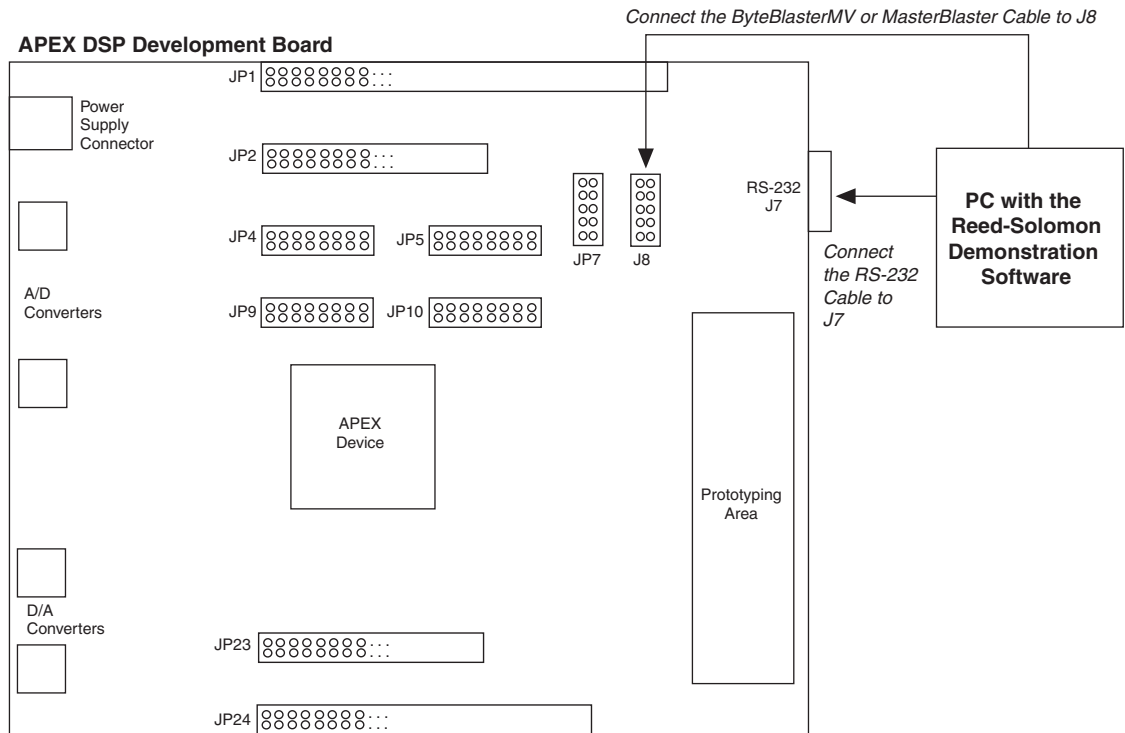 Connect the ByteBlasterMV or MasterBlaster Cable to J8
APEX DSP Development Board
JP1
Power
Supply
Connector
JP2
RS-232
J7
PC with the
Reed-Solomon
Demonstration
Software
JP4
JP5
JP7
J8
Connect
the RS-232
Cable to
J7
A/D
Converters
JP9
JP10
APEX
Device
Prototyping
Area
D/A
Converters
JP23
JP24